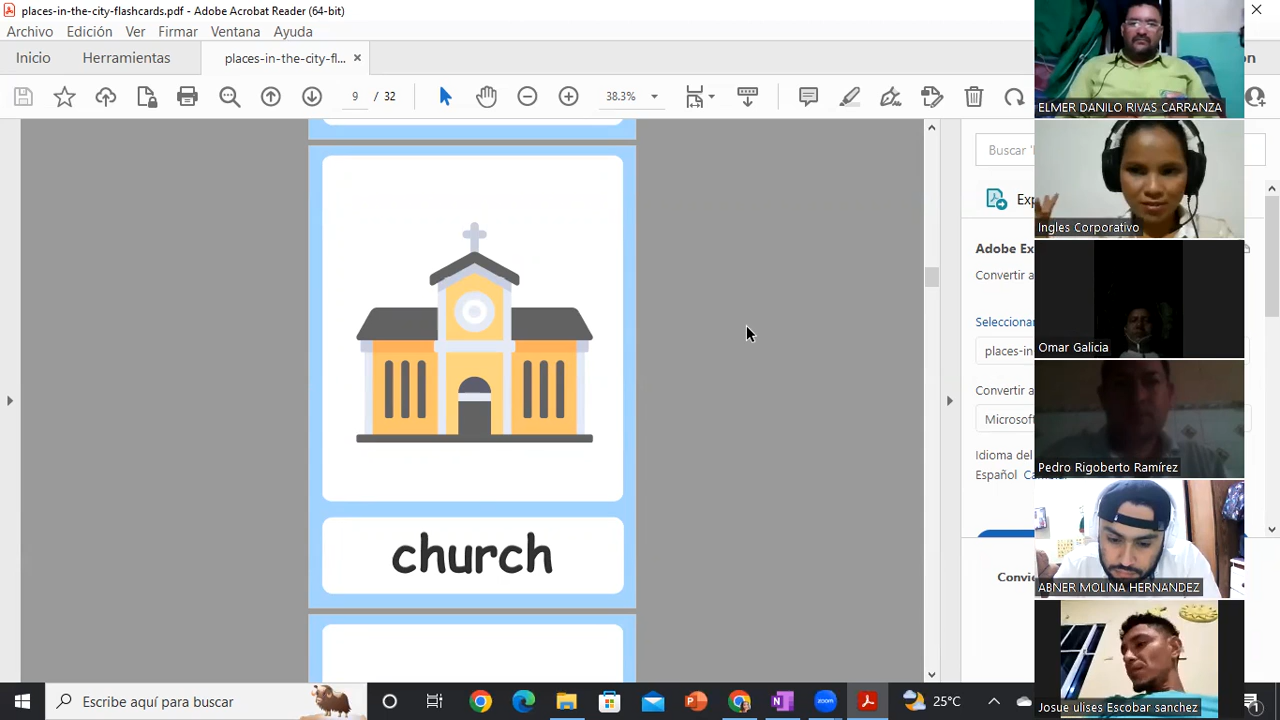 places-in-the-city-flashcards.pdf - Adobe Acrobat Reader (64-bit)
Archivo Edición Ver Firmar Ventana Ayuda
Inicio Herramientas places-in-the-city-fl...
9 / 32 38.3%
church
Buscar
Adobe Ex
Convertir a
Seleccionar
places-in
Convertir a
Microsof
Idioma del
Español
ELMER DANILO RIVAS CARRANZA
Ingles Corporatívo
Omar Galicia
Pedro Rigoberto Ramírez
ABNER MOLINA HERNANDEZ
Josue ulises Escobar sanchez
Escribe aquí para buscar
25°C